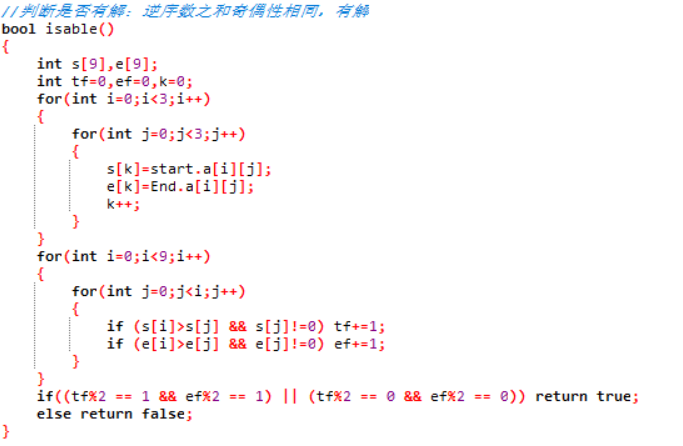 //判断是否有解：逆序数之和奇偶性相同，有解
bool isable()
{
    int s[9],e[9];
    int tf=0,ef=0,k=0;
    for(int i=0;i<3;i++)
    {
        for(int j=0;j<3;j++)
        {
            s[k]=start.a[i][j];
            e[k]=End.a[i][j];
            k++;
        }
    }
    for(int i=0;i<9;i++)
    {
        for(int j=0;j<i;j++)
        {
            if (s[i]>s[j] && s[j]!=0) tf+=1;
            if (e[i]>e[j] && e[j]!=0) ef+=1;
        }
    }
    if((tf%2 == 1 && ef%2 == 1) || (tf%2 == 0 && ef%2 == 0)) return true;
    else return false;
}